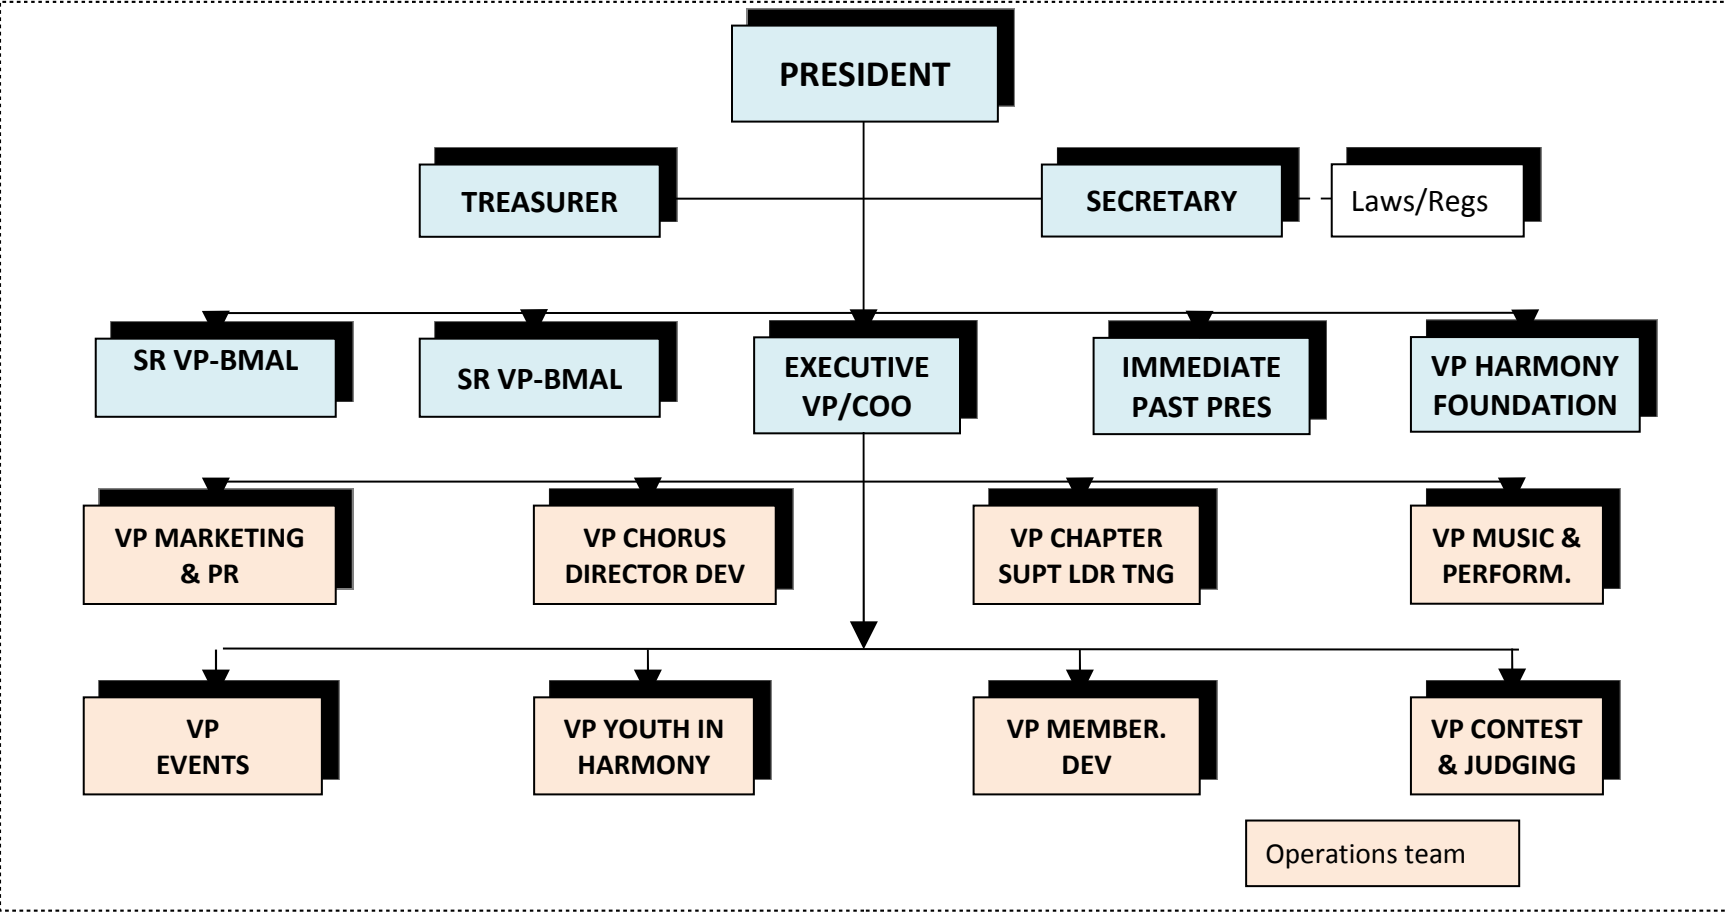 PRESIDENT
TREASURER
SECRETARY
Laws/Regs
SR VP-BMAL
SR VP-BMAL
EXECUTIVE
VP/COO
IMMEDIATE
PAST PRES
VP HARMONY
FOUNDATION
VP MARKETING
& PR
VP CHORUS
DIRECTOR DEV
VP CHAPTER
SUPT LDR TNG
VP MUSIC &
PERFORM.
VP
EVENTS
VP YOUTH IN
HARMONY
VP MEMBER.
DEV
VP CONTEST
& JUDGING
Operations team